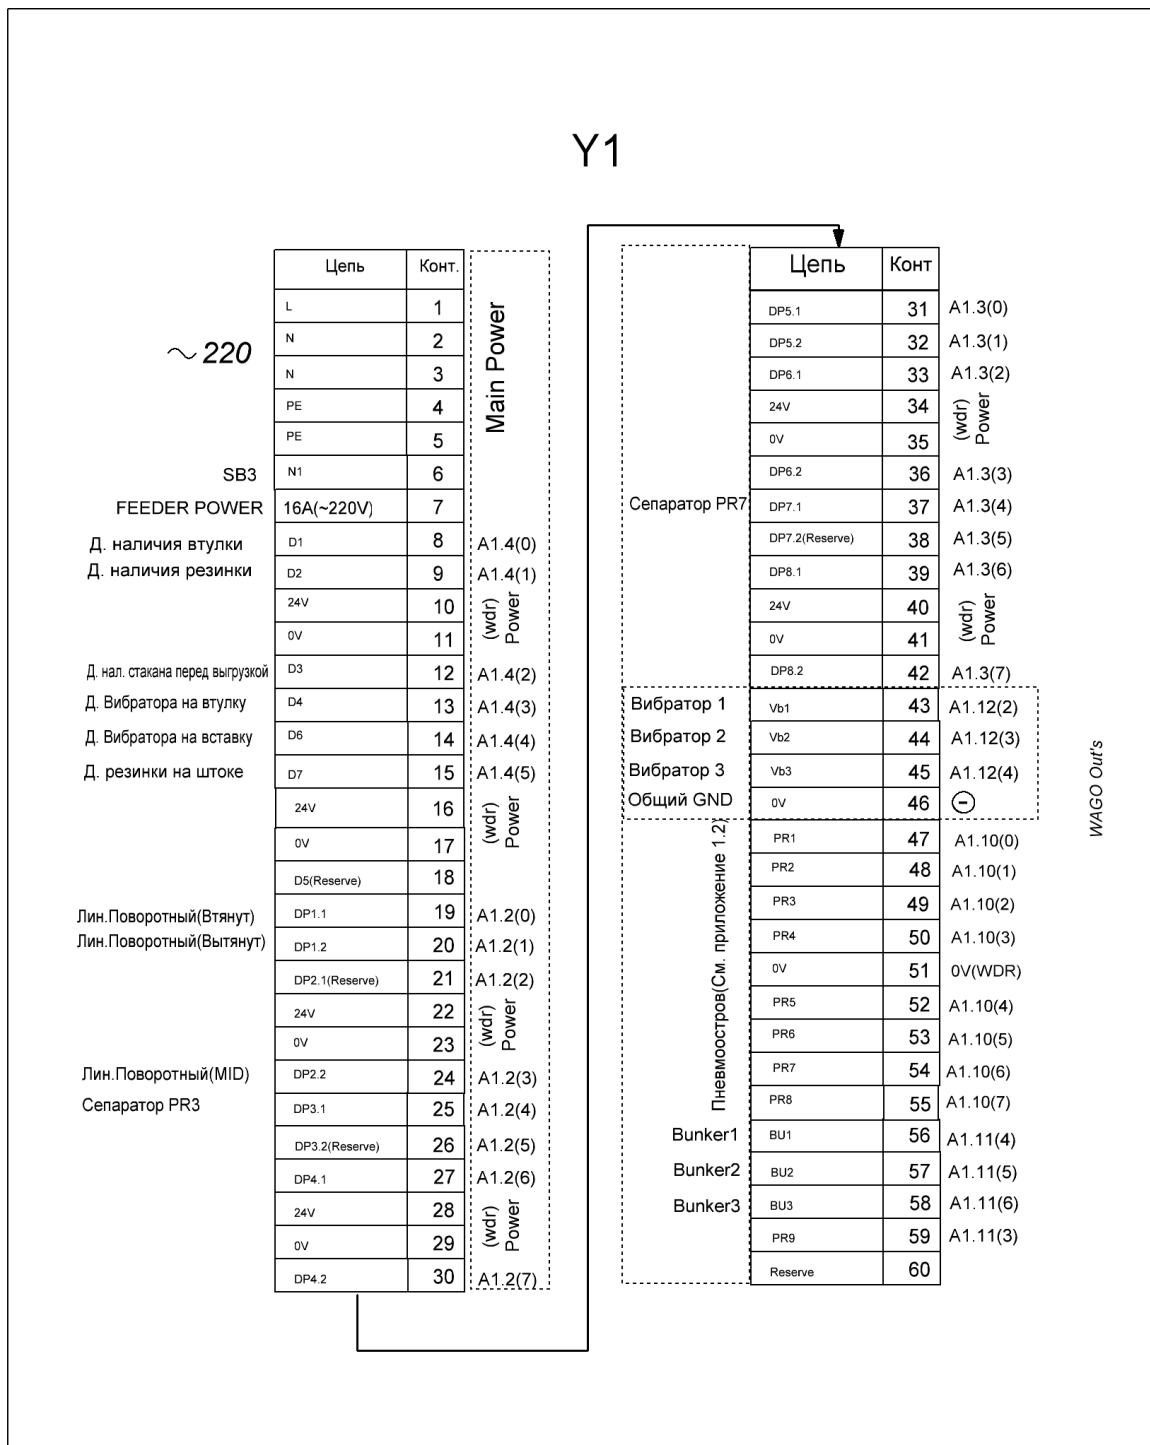 Y1
Цепь Конт.
L 1
N 2
~ 220
N 3
PE 4
PE 5
SB3 N1 6
FEEDER POWER 16A(~220V) 7
Main Power
Д. наличия втулки D1 8 A1.4(0)
Д. наличия резинки D2 9 A1.4(1)
24V 10
0V 11
(wdr)
Power
Д. нал. стакана перед выгрузкой D3 12 A1.4(2)
Д. Вибратора на втулку D4 13 A1.4(3)
Д. Вибратора на вставку D6 14 A1.4(4)
Д. резинки на штоке D7 15 A1.4(5)
24V 16
0V 17
(wdr)
Power
D5(Reserve) 18
Лин.Поворотный(Втянут) DP1.1 19 A1.2(0)
Лин.Поворотный(Вытянут) DP1.2 20 A1.2(1)
DP2.1(Reserve) 21 A1.2(2)
24V 22
0V 23
(wdr)
Power
Лин.Поворотный(MID) DP2.2 24 A1.2(3)
Сепаратор PR3 DP3.1 25 A1.2(4)
DP3.2(Reserve) 26 A1.2(5)
DP4.1 27 A1.2(6)
24V 28
0V 29
(wdr)
Power
DP4.2 30 A1.2(7)
Цепь Конт
DP5.1 31 A1.3(0)
DP5.2 32 A1.3(1)
DP6.1 33 A1.3(2)
24V 34
0V 35
(wdr)
Power
DP6.2 36 A1.3(3)
Сепаратор PR7 DP7.1 37 A1.3(4)
DP7.2(Reserve) 38 A1.3(5)
DP8.1 39 A1.3(6)
24V 40
0V 41
(wdr)
Power
DP8.2 42 A1.3(7)
Вибратор 1 Vb1 43 A1.12(2)
Вибратор 2 Vb2 44 A1.12(3)
Вибратор 3 Vb3 45 A1.12(4)
Общий GND 0V 46 −
WAGO Out's
Пневмоостров(См. приложение 1.2)
PR1 47 A1.10(0)
PR2 48 A1.10(1)
PR3 49 A1.10(2)
PR4 50 A1.10(3)
0V 51 0V(WDR)
PR5 52 A1.10(4)
PR6 53 A1.10(5)
PR7 54 A1.10(6)
PR8 55 A1.10(7)
Bunker1 BU1 56 A1.11(4)
Bunker2 BU2 57 A1.11(5)
Bunker3 BU3 58 A1.11(6)
PR9 59 A1.11(3)
Reserve 60